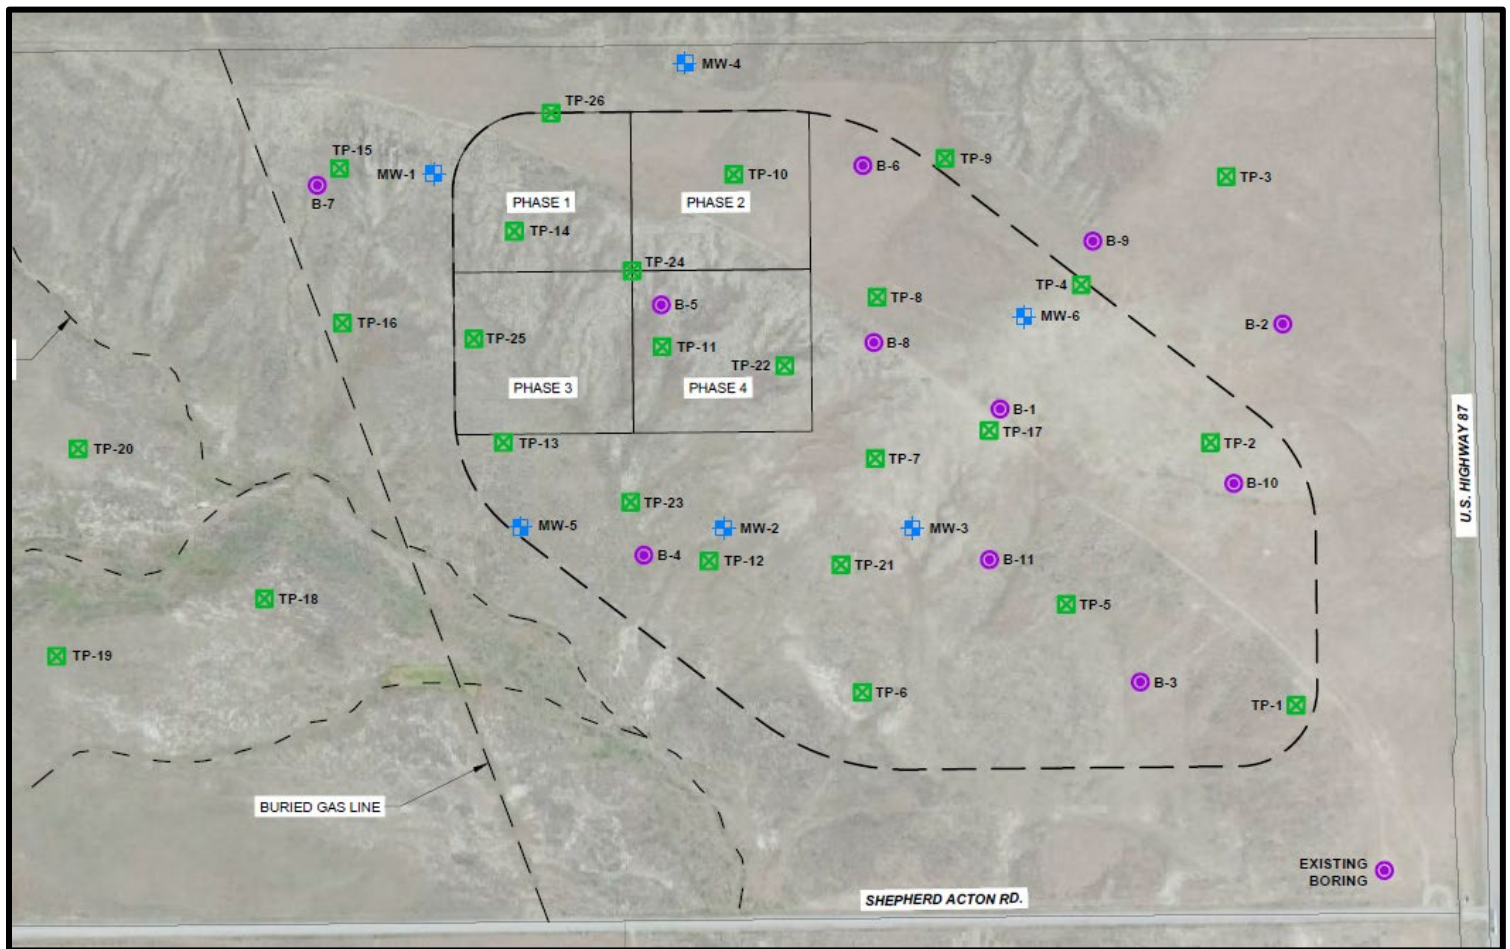 MW-4
TP-26
TP-15
MW-1
B-6
TP-9
TP-10
TP-3
B-7
PHASE 1
PHASE 2
TP-14
B-9
TP-24
TP-4
B-5
TP-8
MW-6
TP-16
B-2
TP-25
TP-11
B-8
TP-22
PHASE 3
PHASE 4
B-1
TP-17
TP-20
TP-13
TP-7
TP-2
U.S. HIGHWAY 87
B-10
TP-23
MW-5
MW-2
MW-3
B-4
TP-12
TP-21
B-11
TP-18
TP-5
TP-19
TP-6
B-3
TP-1
BURIED GAS LINE
EXISTING
BORING
SHEPHERD ACTON RD.